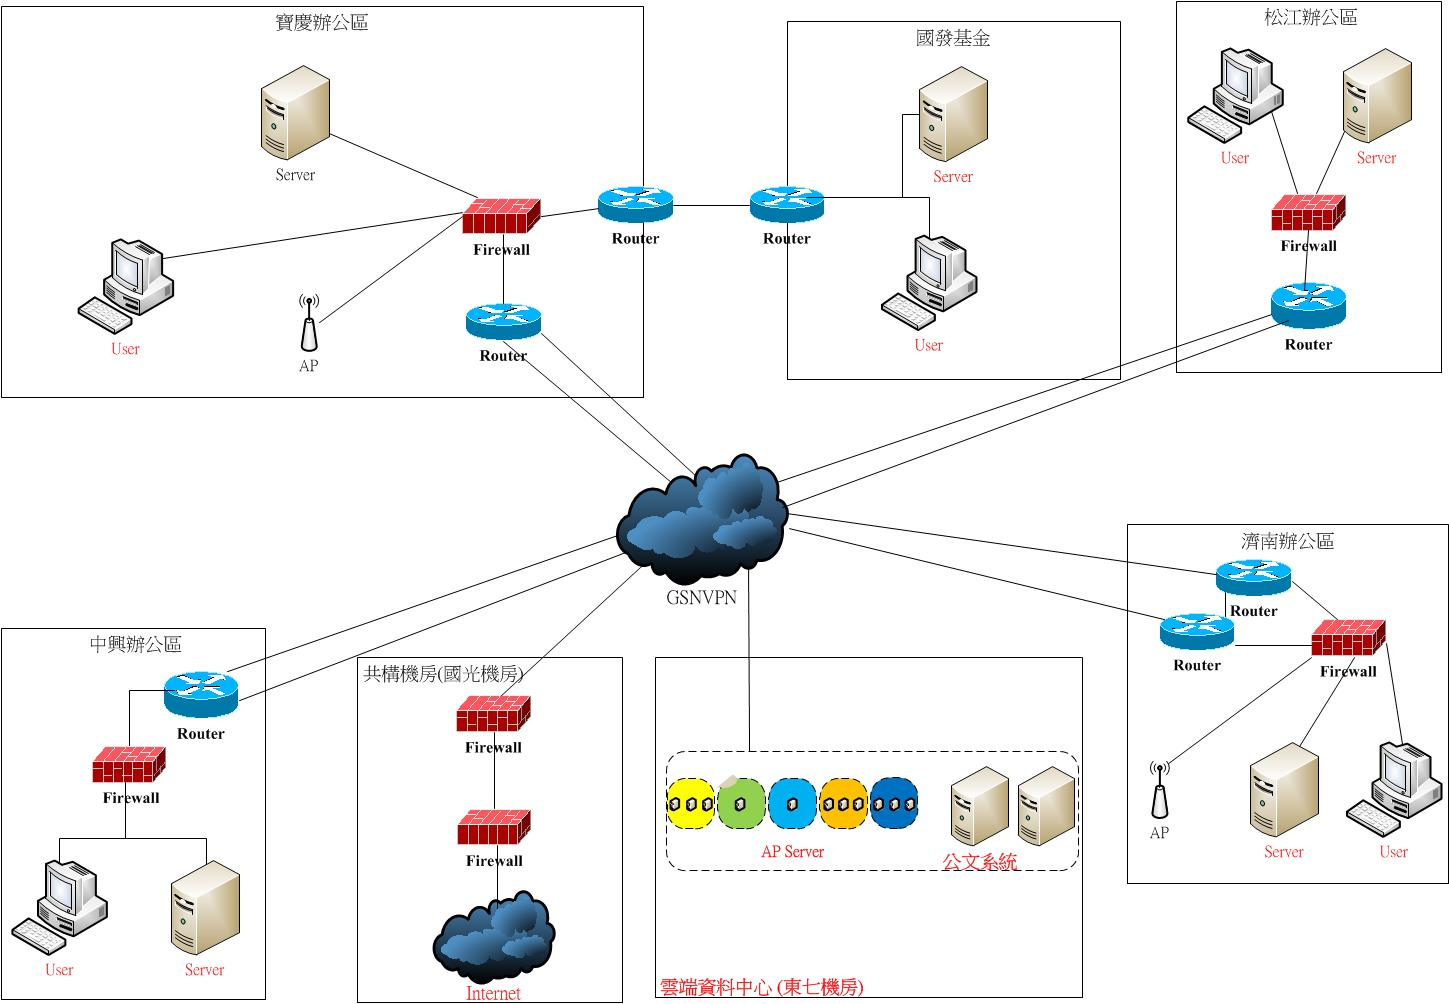 寶慶辦公區
Server
Firewall
Router
User
AP
Router
國發基金
Server
Router
User
松江辦公區
User
Server
Firewall
Router
GSNVPN
濟南辦公區
Router
Router
Firewall
AP
Server
User
中興辦公區
Router
Firewall
User
Server
共構機房(國光機房)
Firewall
Firewall
Internet
AP Server
公文系統
雲端資料中心 (東七機房)